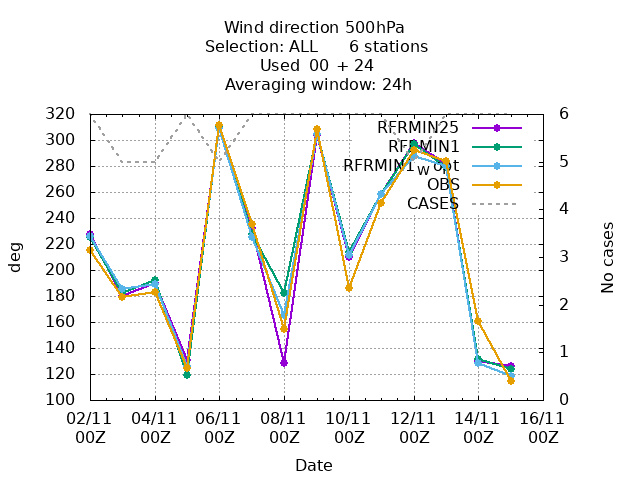 Wind direction 500hPa
Selection: ALL 6 stations
Used 00 + 24
Averaging window: 24h
320
300
280
260
240
220
200
180
160
140
120
100
6
5
4
3
2
1
0
RFRMIN25
RFRMIN1
RFRMIN1w opt
OBS
CASES
deg
No cases
02/11 04/11 06/11 08/11 10/11 12/11 14/11 16/11
00Z 00Z 00Z 00Z 00Z 00Z 00Z 00Z
Date